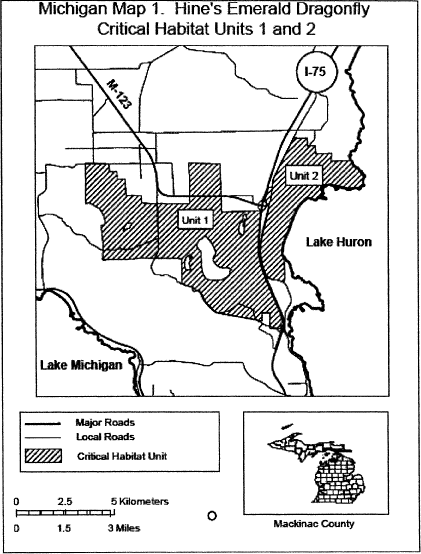 Michigan Map 1. Hine's Emerald Dragonfly
Critical Habitat Units 1 and 2
I-75
M-123
Unit 2
Unit 1
Lake Huron
Lake Michigan
Major Roads
Local Roads
Critical Habitat Unit
0 2.5 5 Kilometers
0 1.5 3 Miles
Mackinac County